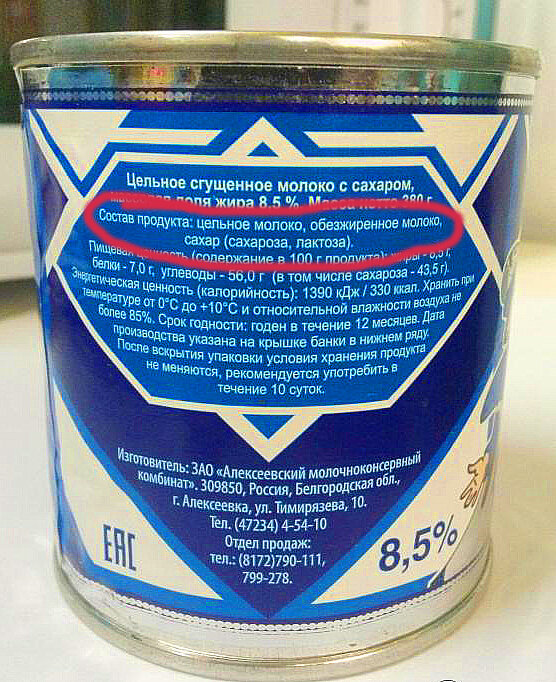 Цельное сгущенное молоко с сахаром,
доля жира 8,5 %. Масса нетто 380 г
Состав продукта: цельное молоко, обезжиренное молоко,
сахар (сахароза, лактоза).
Пищевая ценность (содержание в 100 г продукта): жиры - 8,5 г,
белки - 7,0 г, углеводы - 56,0 г (в том числе сахароза - 43,5 г).
Энергетическая ценность (калорийность): 1390 кДж / 330 ккал. Хранить при
температуре от 0°С до +10°С и относительной влажности воздуха не
более 85%. Срок годности: годен в течение 12 месяцев. Дата
производства указана на крышке банки в нижнем ряду.
После вскрытия упаковки условия хранения продукта
не меняются, рекомендуется употребить в
течение 10 суток.
Изготовитель: ЗАО «Алексеевский молочноконсервный
комбинат». 309850, Россия, Белгородская обл.,
г. Алексеевка, ул. Тимирязева, 10.
Тел. (47234) 4-54-10
Отдел продаж:
тел.: (8172)790-111,
799-278.
EAC
8,5%